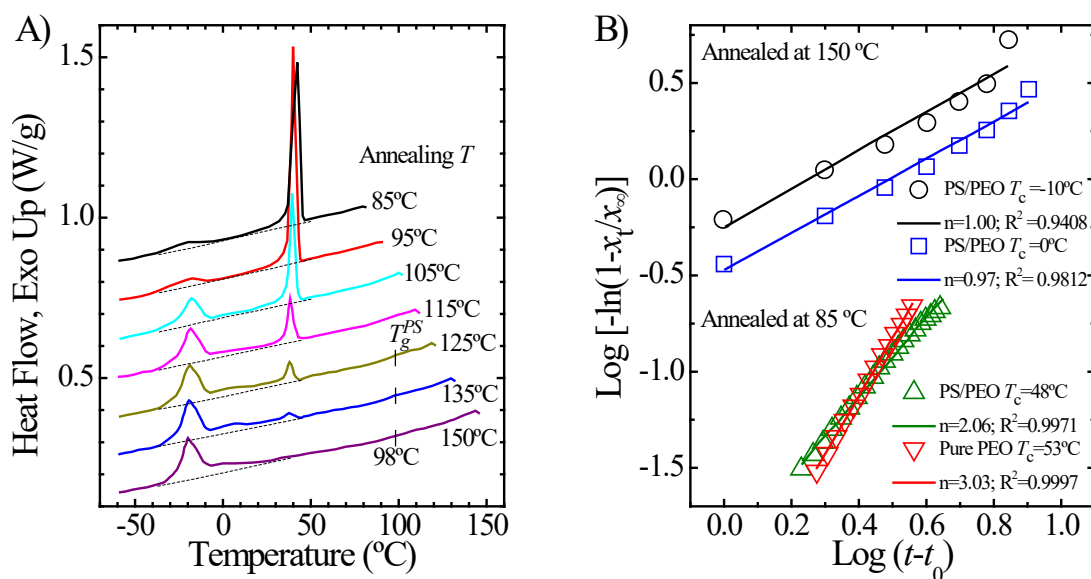 A)
Heat Flow, Exo Up (W/g)
1.5
1.0
0.5
Annealing T
85ºC
95ºC
105ºC
115ºC
125ºC
135ºC
150ºC
T_g^PS
98ºC
-50 0 50 100 150
Temperature (ºC)
B)
Log [-ln(1-x_t/x_∞)]
0.5
0.0
-0.5
-1.0
-1.5
Annealed at 150 ºC
PS/PEO T_c=-10ºC
n=1.00; R²=0.9408
PS/PEO T_c=0ºC
n=0.97; R²=0.9812
Annealed at 85 ºC
PS/PEO T_c=48ºC
n=2.06; R²=0.9971
Pure PEO T_c=53ºC
n=3.03; R²=0.9997
0.0 0.2 0.4 0.6 0.8 1.0
Log (t-t_0)